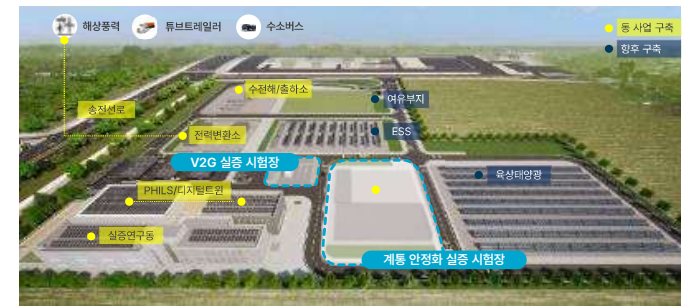 해상풍력
튜브트레일러
수소버스
동 사업 구축
향후 구축
수전해/출하소
여유부지
송전선로
전력변환소
ESS
V2G 실증 시험장
육상태양광
PHILS/디지털트윈
실증연구동
계통 안정화 실증 시험장